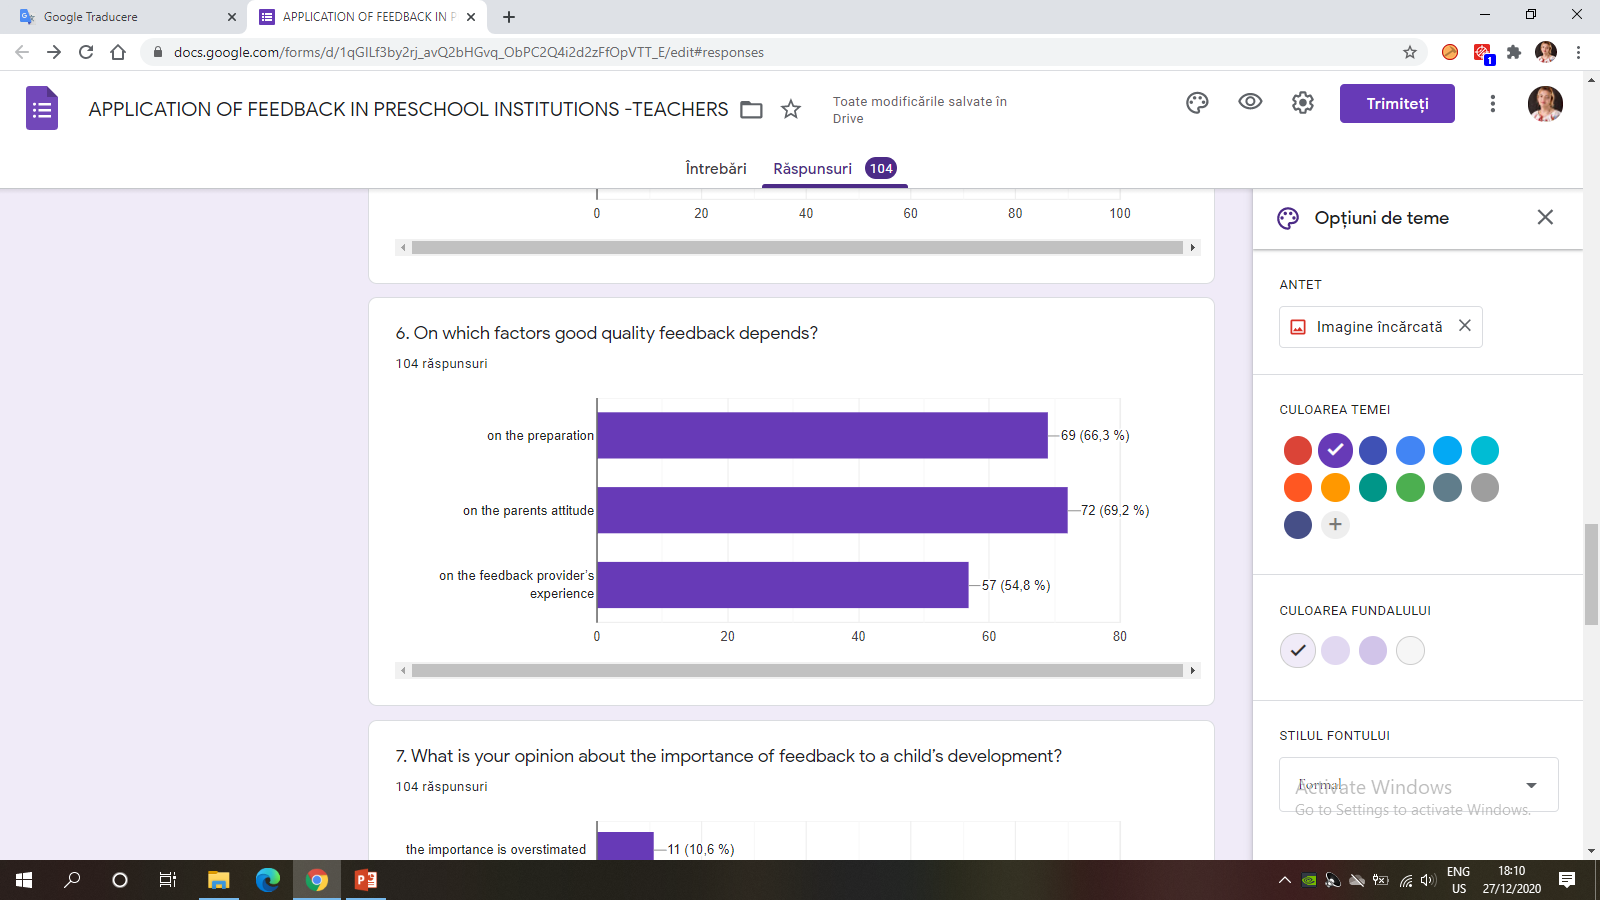 Google Traducere
APPLICATION OF FEEDBACK IN P
docs.google.com/forms/d/1qGILf3by2rj_avQ2bHGvq_ObPC2Q4i2d2zFfOpVTT_E/edit#responses
1
APPLICATION OF FEEDBACK IN PRESCHOOL INSTITUTIONS -TEACHERS
Toate modificările salvate în
Drive
Trimiteți
Întrebări
Răspunsuri 104
0 20 40 60 80 100
6. On which factors good quality feedback depends?
104 răspunsuri
on the preparation
69 (66,3 %)
on the parents attitude
72 (69,2 %)
on the feedback provider’s
experience
57 (54,8 %)
0 20 40 60 80
7. What is your opinion about the importance of feedback to a child’s development?
104 răspunsuri
the importance is overstimated
11 (10,6 %)
Opțiuni de teme
ANTET
Imagine încărcată
CULOAREA TEMEI
CULOAREA FUNDALULUI
STILUL FONTULUI
Formal
Activate Windows
Go to Settings to activate Windows.
ENG
US
18:10
27/12/2020